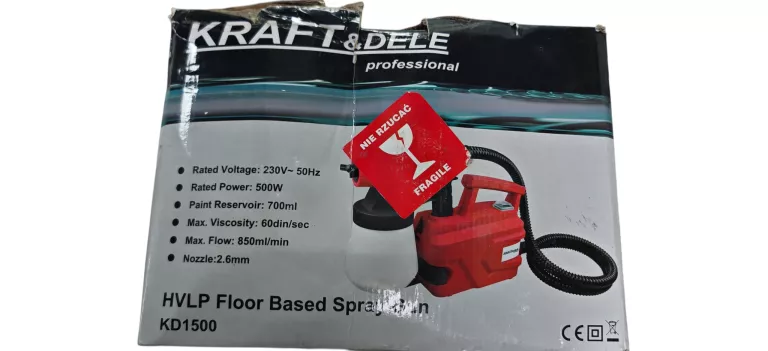 KRAFT&DELE
professional
NIE RZUCAĆ
FRAGILE
Rated Voltage: 230V~ 50Hz
Rated Power: 500W
Paint Reservoir: 700ml
Max. Viscosity: 60din/sec
Max. Flow: 850ml/min
Nozzle:2.6mm
HVLP Floor Based Spray Gun
KD1500
CE